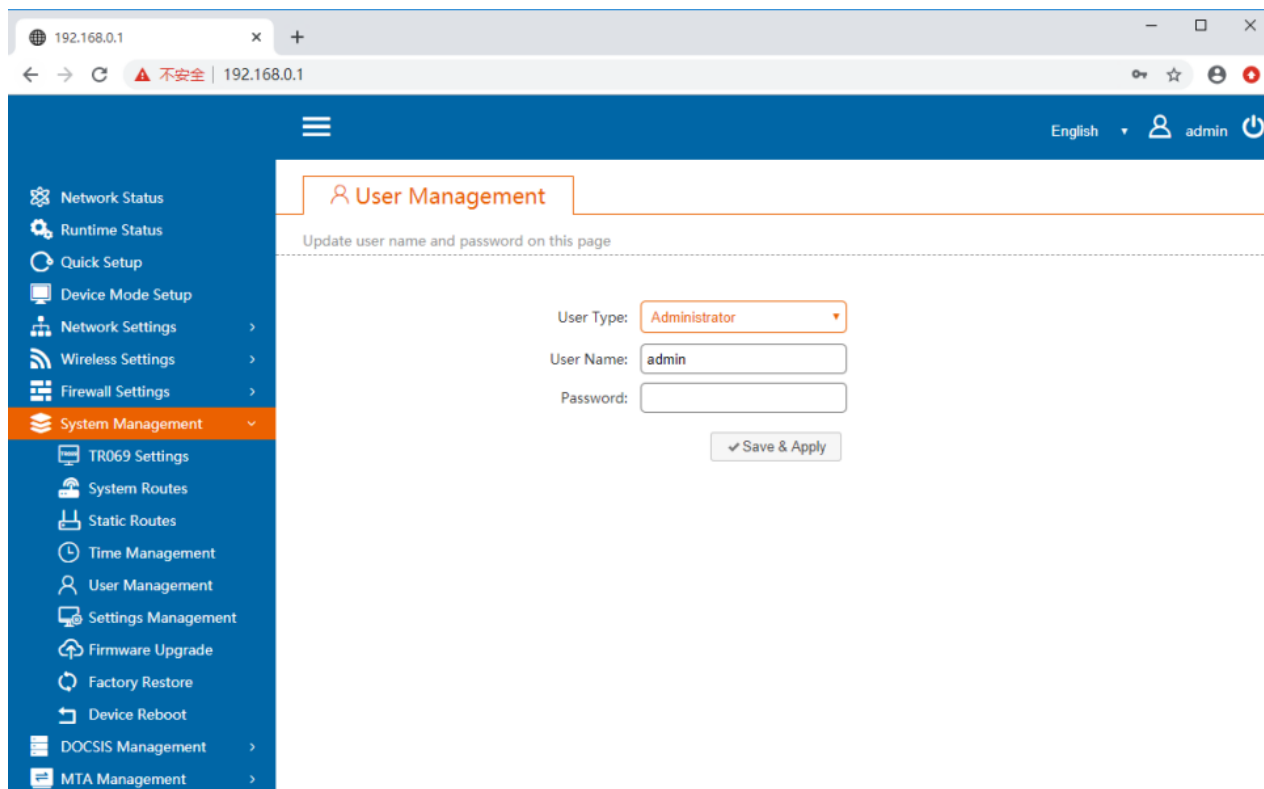 192.168.0.1
不安全 | 192.168.0.1
English admin
Network Status
Runtime Status
Quick Setup
Device Mode Setup
Network Settings
Wireless Settings
Firewall Settings
System Management
TR069 Settings
System Routes
Static Routes
Time Management
User Management
Settings Management
Firmware Upgrade
Factory Restore
Device Reboot
DOCSIS Management
MTA Management
User Management
Update user name and password on this page
User Type: Administrator
User Name: admin
Password:
Save & Apply